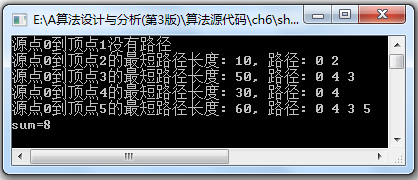 E:\A算法设计与分析(第3版)\算法源代码\ch6\sh...
源点0到顶点1没有路径
源点0到顶点2的最短路径长度: 10, 路径: 0 2
源点0到顶点3的最短路径长度: 50, 路径: 0 4 3
源点0到顶点4的最短路径长度: 30, 路径: 0 4
源点0到顶点5的最短路径长度: 60, 路径: 0 4 3 5
sum=8